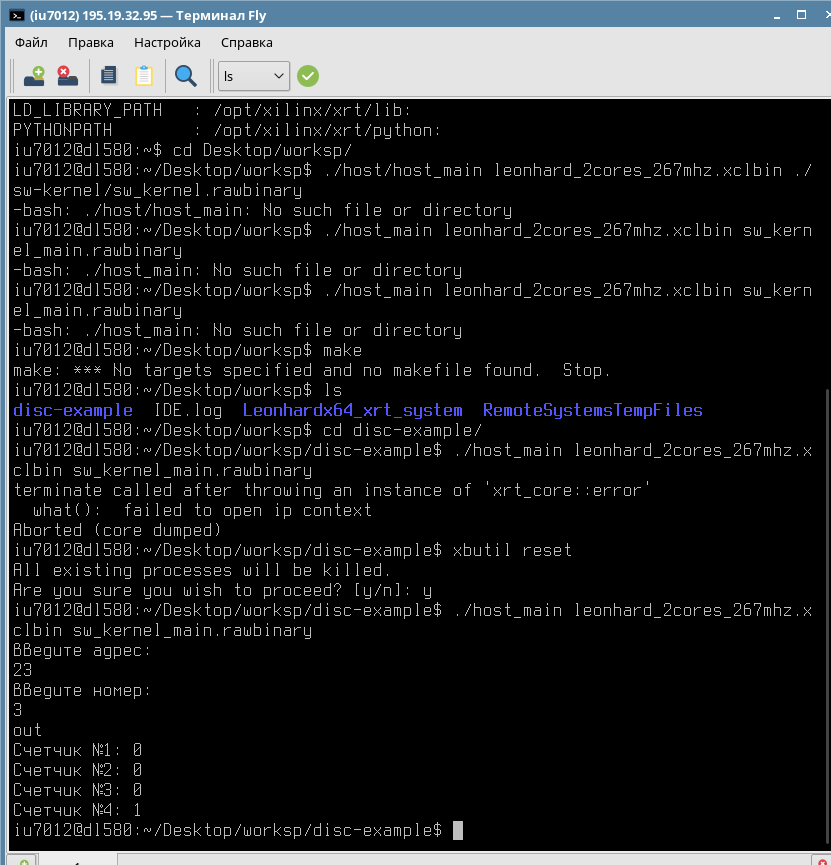 (iu7012) 195.19.32.95 — Терминал Fly
Файл Правка Настройка Справка
ls
LD_LIBRARY_PATH   : /opt/xilinx/xrt/lib:
PYTHONPATH        : /opt/xilinx/xrt/python:
iu7012@dl580:~$ cd Desktop/worksp/
iu7012@dl580:~/Desktop/worksp$ ./host/host_main leonhard_2cores_267mhz.xclbin ./
sw-kernel/sw_kernel.rawbinary
-bash: ./host/host_main: No such file or directory
iu7012@dl580:~/Desktop/worksp$ ./host_main leonhard_2cores_267mhz.xclbin sw_kern
el_main.rawbinary
-bash: ./host_main: No such file or directory
iu7012@dl580:~/Desktop/worksp$ ./host_main leonhard_2cores_267mhz.xclbin sw_kern
el_main.rawbinary
-bash: ./host_main: No such file or directory
iu7012@dl580:~/Desktop/worksp$ make
make: *** No targets specified and no makefile found.  Stop.
iu7012@dl580:~/Desktop/worksp$ ls
disc-example  IDE.log  Leonhardx64_xrt_system  RemoteSystemsTempFiles
iu7012@dl580:~/Desktop/worksp$ cd disc-example/
iu7012@dl580:~/Desktop/worksp/disc-example$ ./host_main leonhard_2cores_267mhz.x
clbin sw_kernel_main.rawbinary
terminate called after throwing an instance of 'xrt_core::error'
  what():  failed to open ip context
Aborted (core dumped)
iu7012@dl580:~/Desktop/worksp/disc-example$ xbutil reset
All existing processes will be killed.
Are you sure you wish to proceed? [y/n]: y
iu7012@dl580:~/Desktop/worksp/disc-example$ ./host_main leonhard_2cores_267mhz.x
clbin sw_kernel_main.rawbinary
Введите адрес:
23
Введите номер:
3
out
Счетчик №1: 0
Счетчик №2: 0
Счетчик №3: 0
Счетчик №4: 1
iu7012@dl580:~/Desktop/worksp/disc-example$